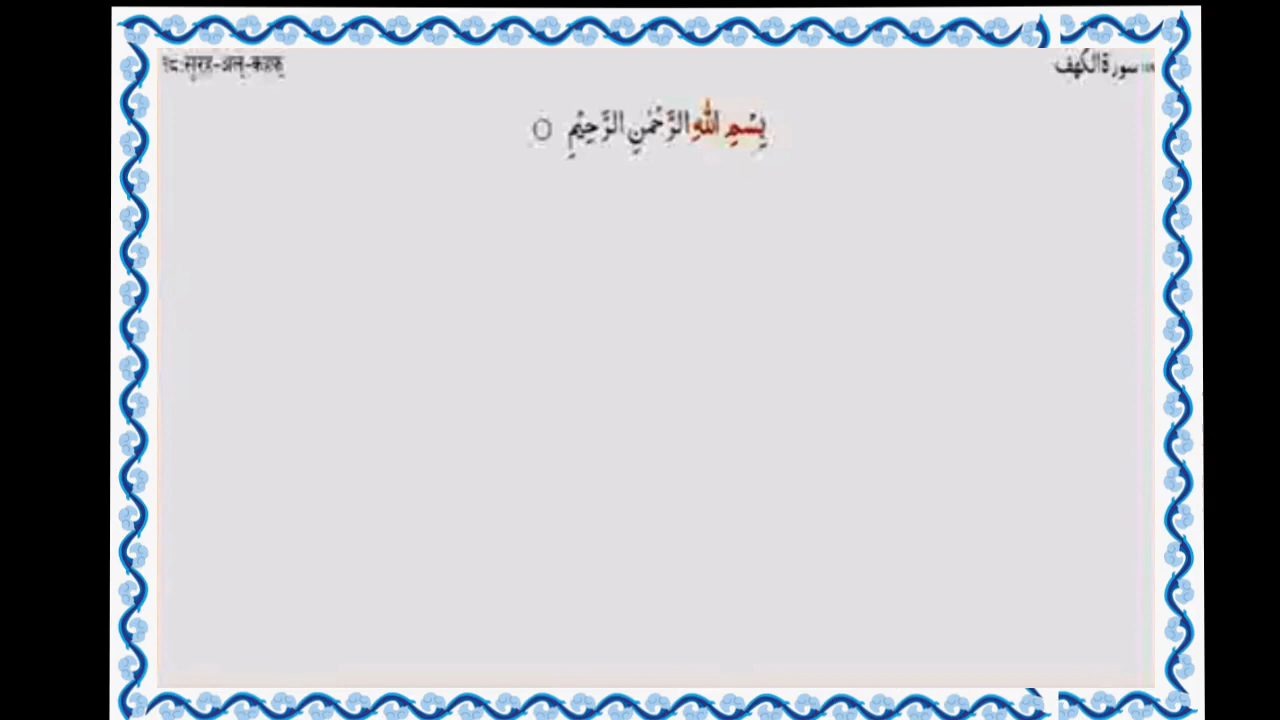 १८:सूरह-अल्-कहफ़ سورة الكهف
بِسْمِ اللّٰهِ الرَّحْمٰنِ الرَّحِيْمِ ○